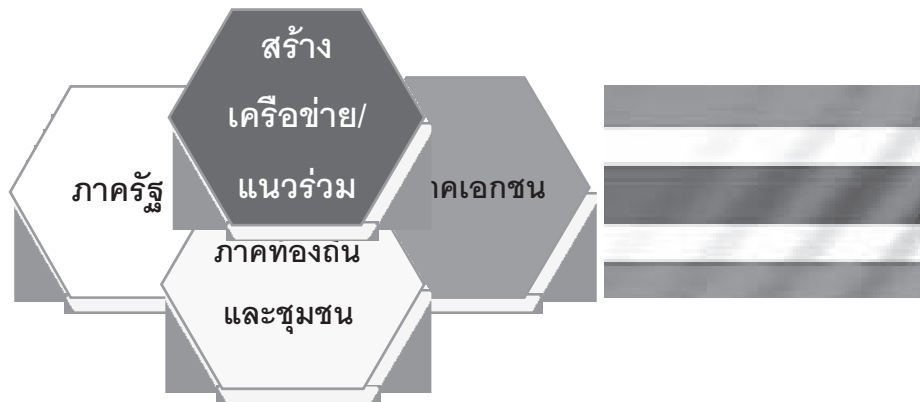 สร้าง
เครือข่าย/
แนวร่วม
ภาครัฐ
ภาคเอกชน
ภาคท้องถิ่น
และชุมชน